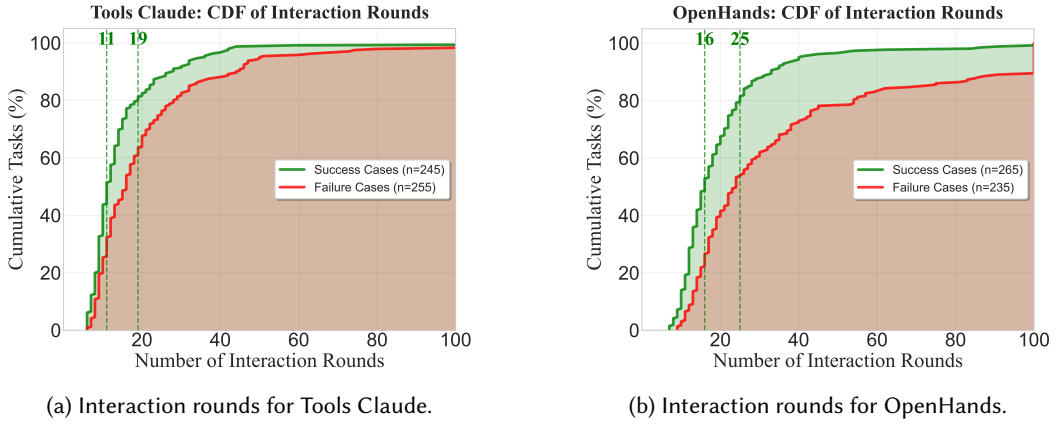 Tools Claude: CDF of Interaction Rounds
11 19
100
80
60
40
20
0
Cumulative Tasks (%)
Success Cases (n=245)
Failure Cases (n=255)
20 40 60 80 100
Number of Interaction Rounds
(a) Interaction rounds for Tools Claude.
OpenHands: CDF of Interaction Rounds
16 25
100
80
60
40
20
0
Cumulative Tasks (%)
Success Cases (n=265)
Failure Cases (n=235)
20 40 60 80 100
Number of Interaction Rounds
(b) Interaction rounds for OpenHands.